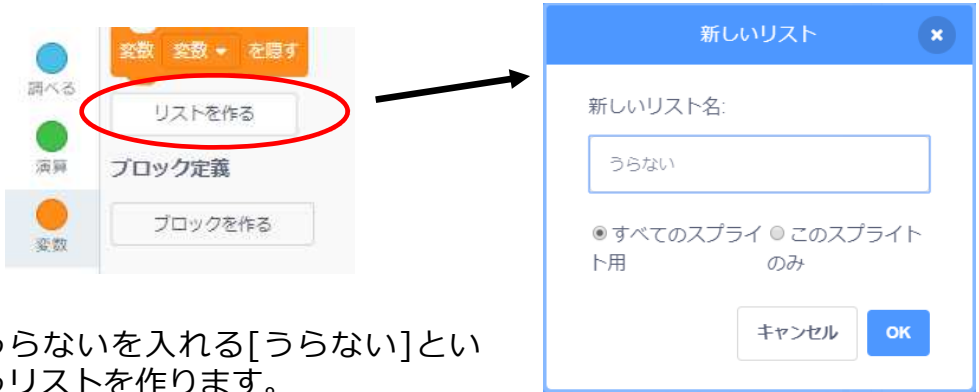 変数 変数 を隠す
調べる
リストを作る
演算
ブロック定義
変数
ブロックを作る
新しいリスト
新しいリスト名:
うらない
すべてのスプライ このスプライト
ト用 のみ
キャンセル OK
うらないを入れる[うらない]とい
うリストを作ります。